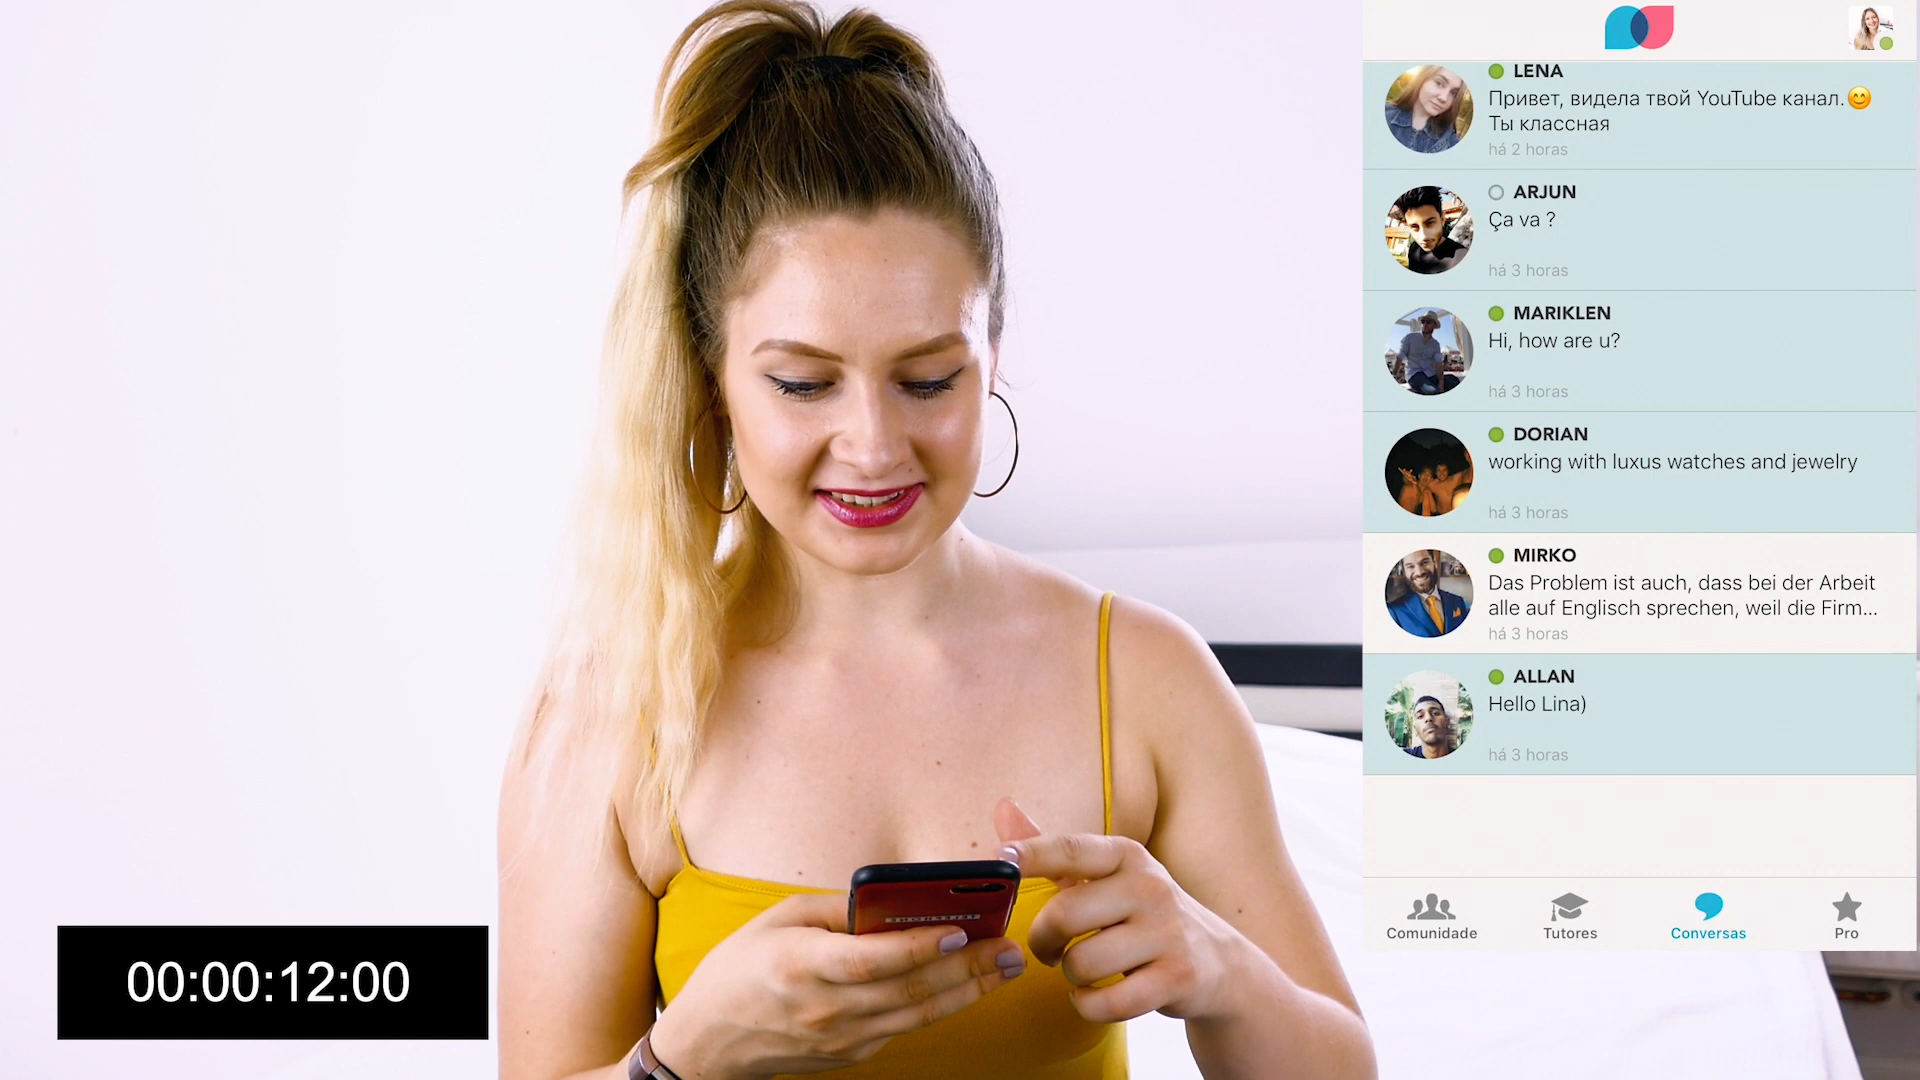 LENA
Привет, видела твой YouTube канал.😊
Ты классная
há 2 horas
ARJUN
Ça va ?
há 3 horas
MARIKLEN
Hi, how are u?
há 3 horas
DORIAN
working with luxus watches and jewelry
há 3 horas
MIRKO
Das Problem ist auch, dass bei der Arbeit
alle auf Englisch sprechen, weil die Firm...
há 3 horas
ALLAN
Hello Lina)
há 3 horas
Comunidade
Tutores
Conversas
Pro
00:00:12:00